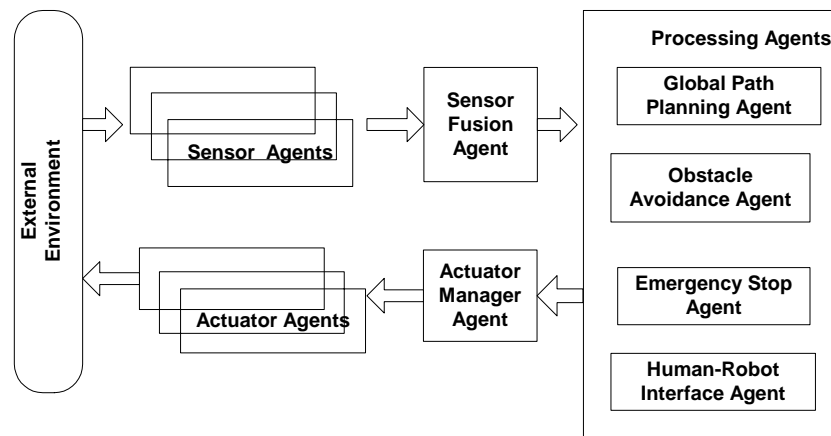 External
Environment
Sensor Agents
Sensor
Fusion
Agent
Processing Agents
Global Path
Planning Agent
Obstacle
Avoidance Agent
Emergency Stop
Agent
Human-Robot
Interface Agent
Actuator
Manager
Agent
Actuator Agents